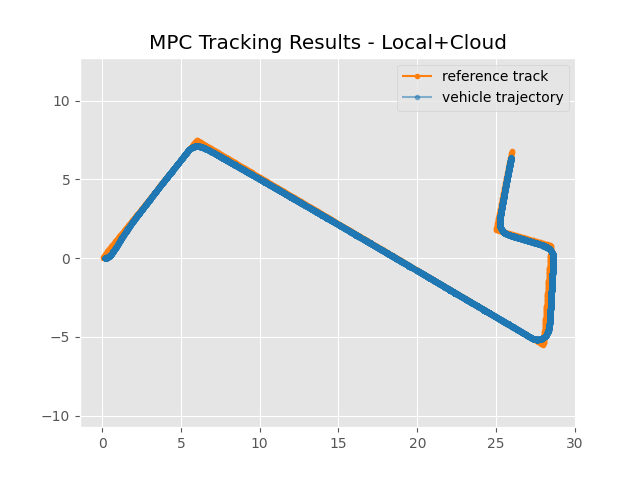 MPC Tracking Results - Local+Cloud
reference track
vehicle trajectory
10
5
0
−5
−10
0 5 10 15 20 25 30